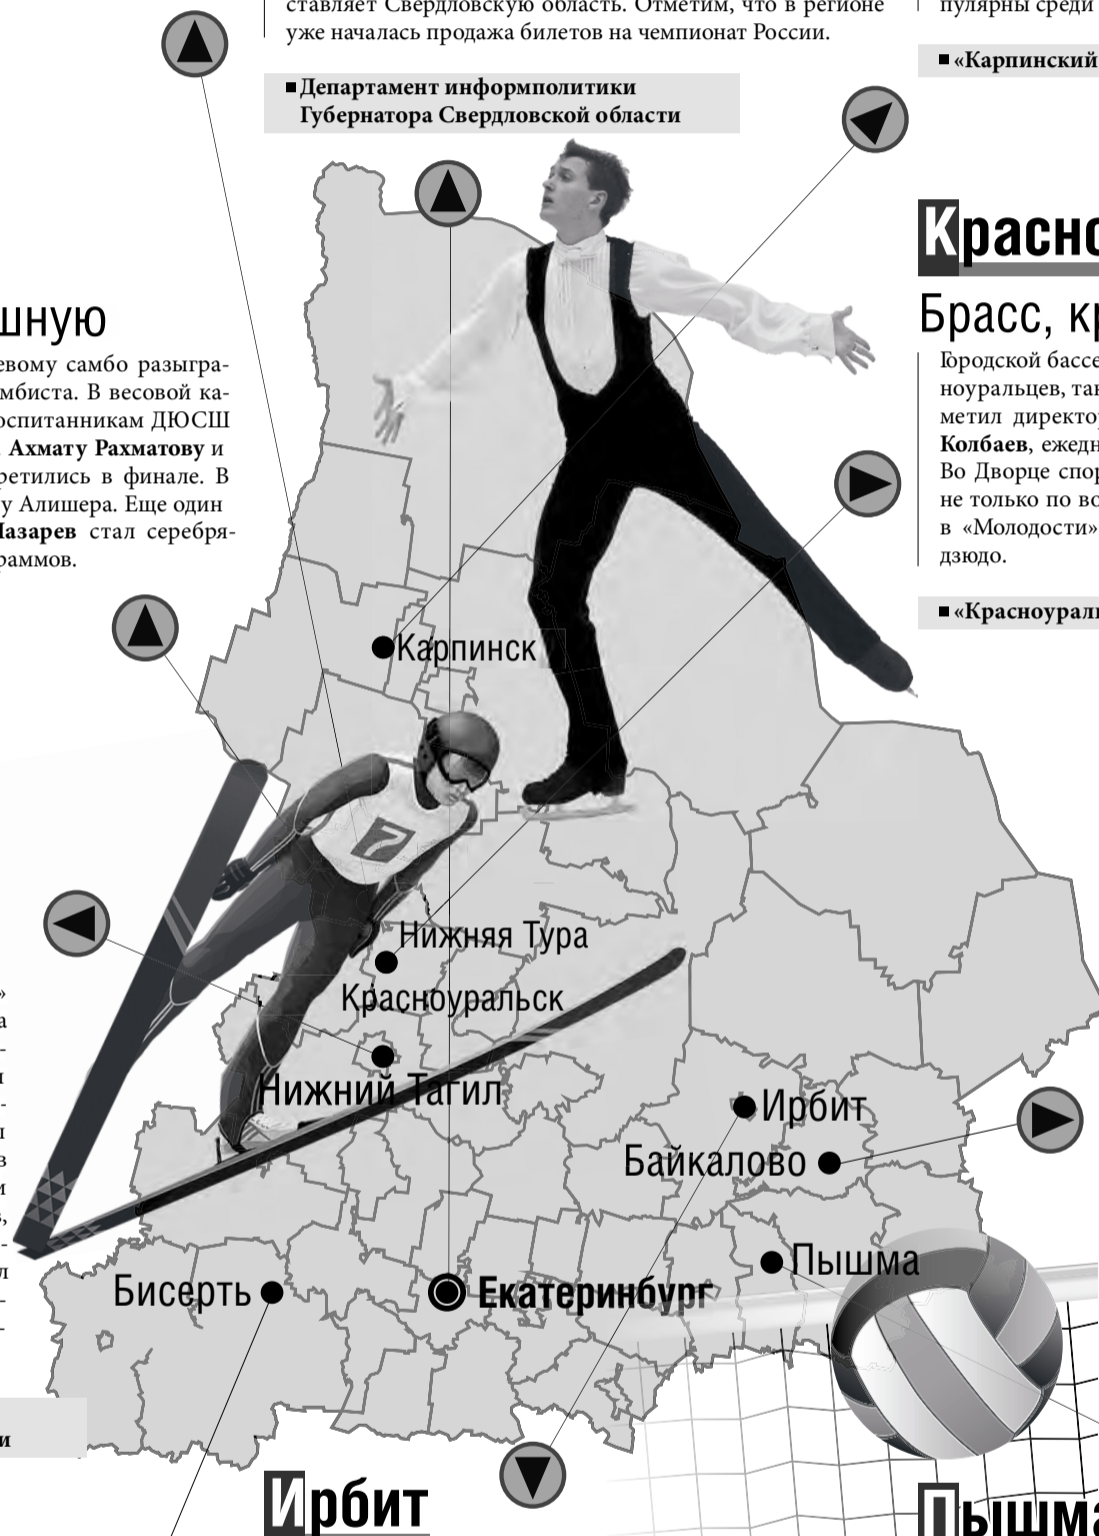 ставляет Свердловскую область. Отметим, что в регионе
уже началась продажа билетов на чемпионат России.
Департамент информполитики
Губернатора Свердловской области
пулярны среди
«Карпинский
шную
евому самбо разыгра-
мбиста. В весовой ка-
оспитанникам ДЮСШ
Ахмату Рахматову и
ретились в финале. В
у Алишера. Еще один
Лазарев стал серебря-
раммов.
Красно
Брасс, кр
Городской бассе
ноуральцев, так
метил директор
Колбаев, ежедн
Во Дворце спор
не только по во
в «Молодости»
дзюдо.
«Красноураль
Карпинск
7
Нижняя Тура
Красноуральск
Нижний Тагил
Ирбит
Байкалово
Пышма
Бисерть
Екатеринбург
»
а
-
-
в
и
-
л
-
-
и
Ирбит
Пышма